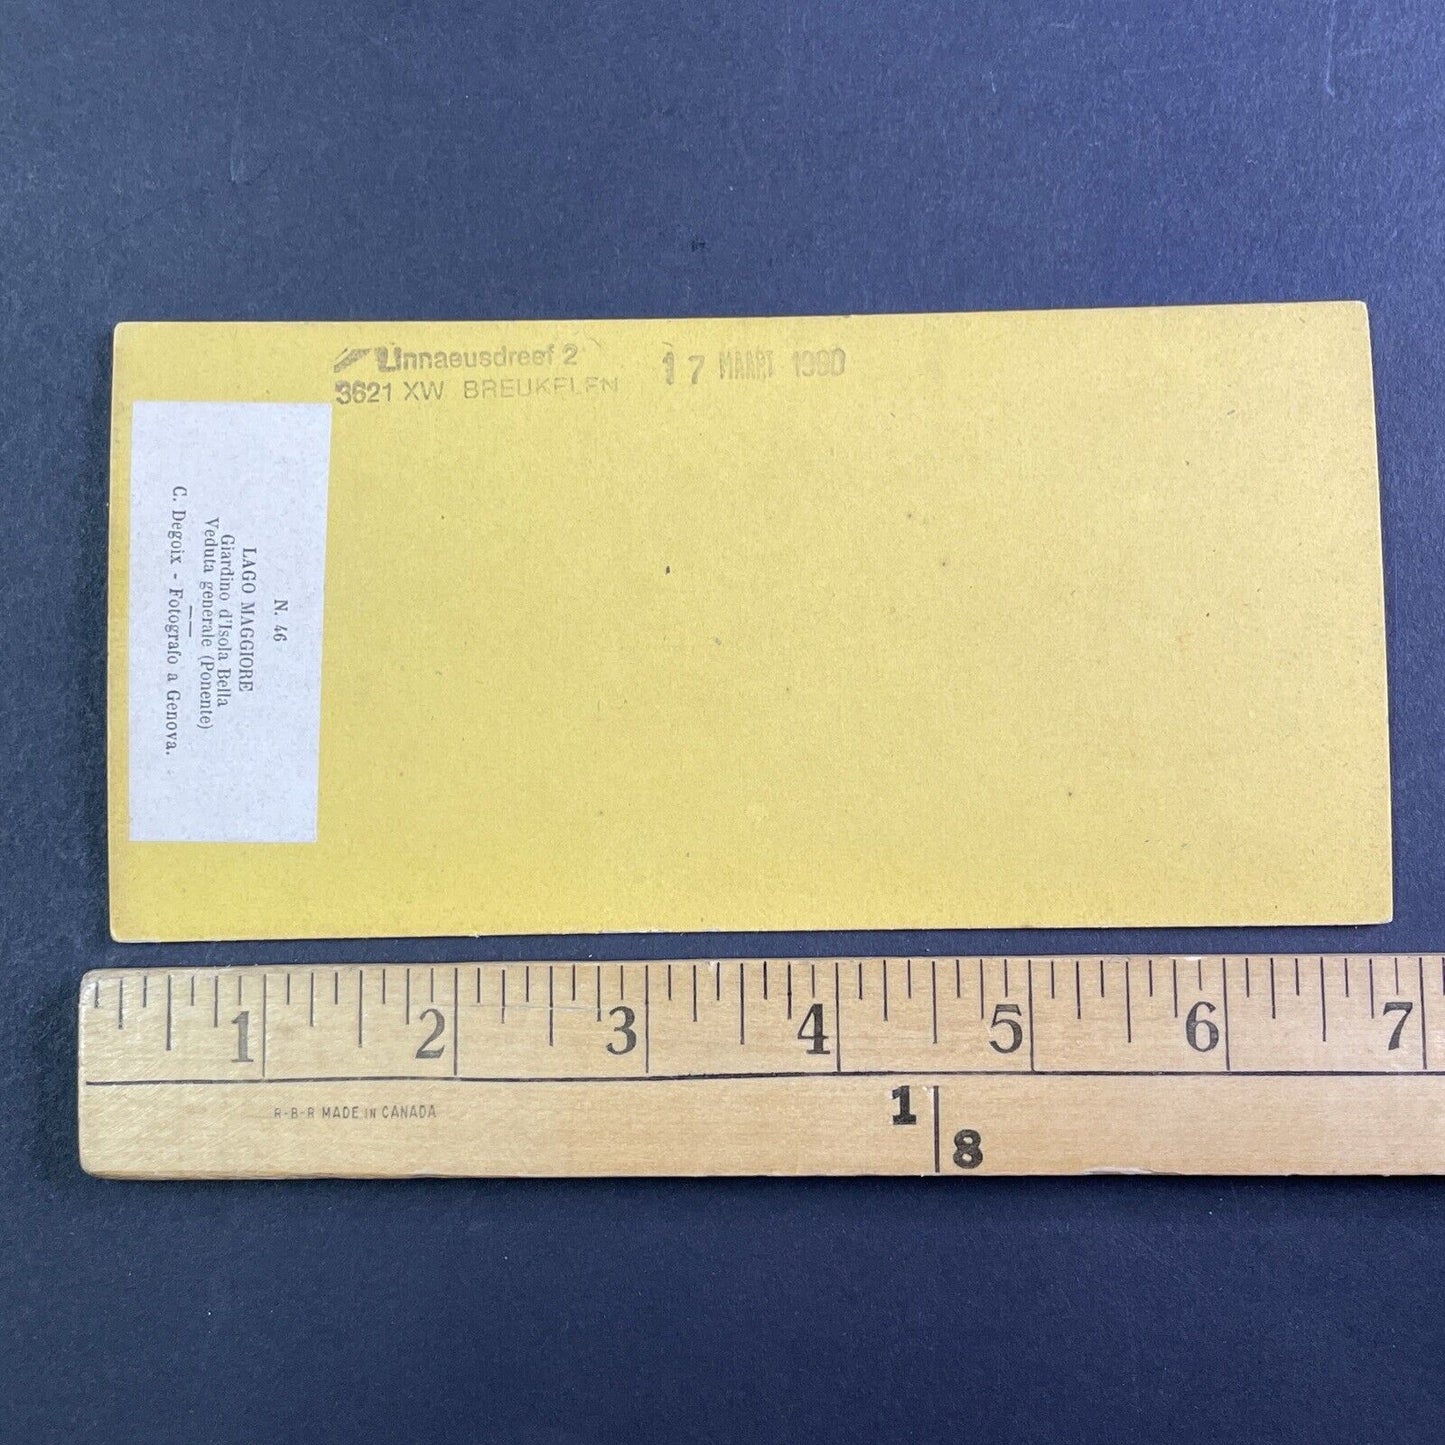 Linnaeusdreef 2
3621 XW BREUKELEN
17 MAART 1990
N. 46
LAGO MAGGIORE
Giardino d'Isola Bella
Veduta generale (Ponente)
C. Degoix - Fotografo a Genova.
1 2 3 4 5 6 7
R-B-R MADE IN CANADA
1
8